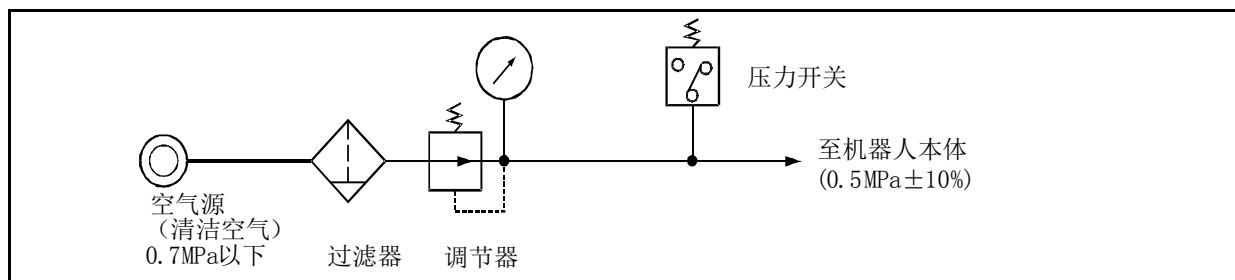 压力开关
至机器人本体
(0.5MPa±10%)
空气源
（清洁空气）
0.7MPa以下
过滤器
调节器